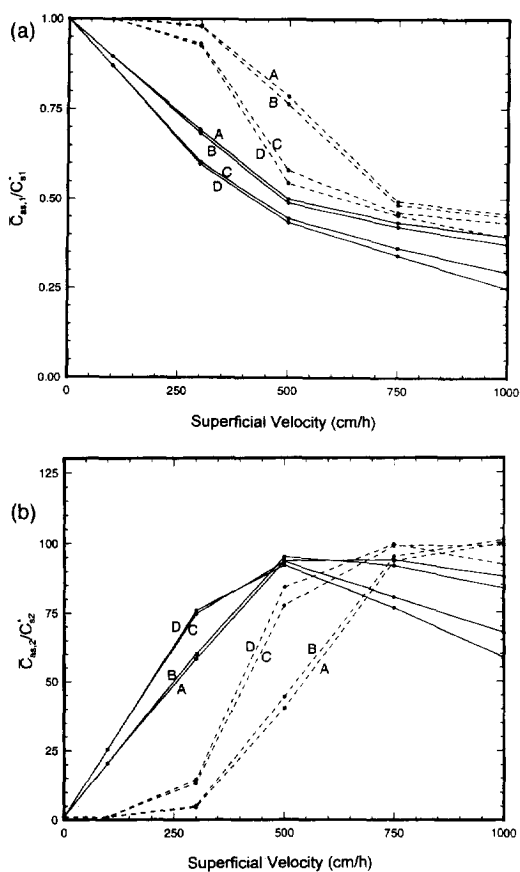 (a)
1.00
0.75
0.50
0.25
0.00
C̄as,1/C*s1
A
B
C
D
A
B
C
D
0 250 500 750 1000
Superficial Velocity (cm/h)
(b)
125
100
75
50
25
0
C̄as,2/C*s2
D
C
B
A
D
C
B
A
0 250 500 750 1000
Superficial Velocity (cm/h)